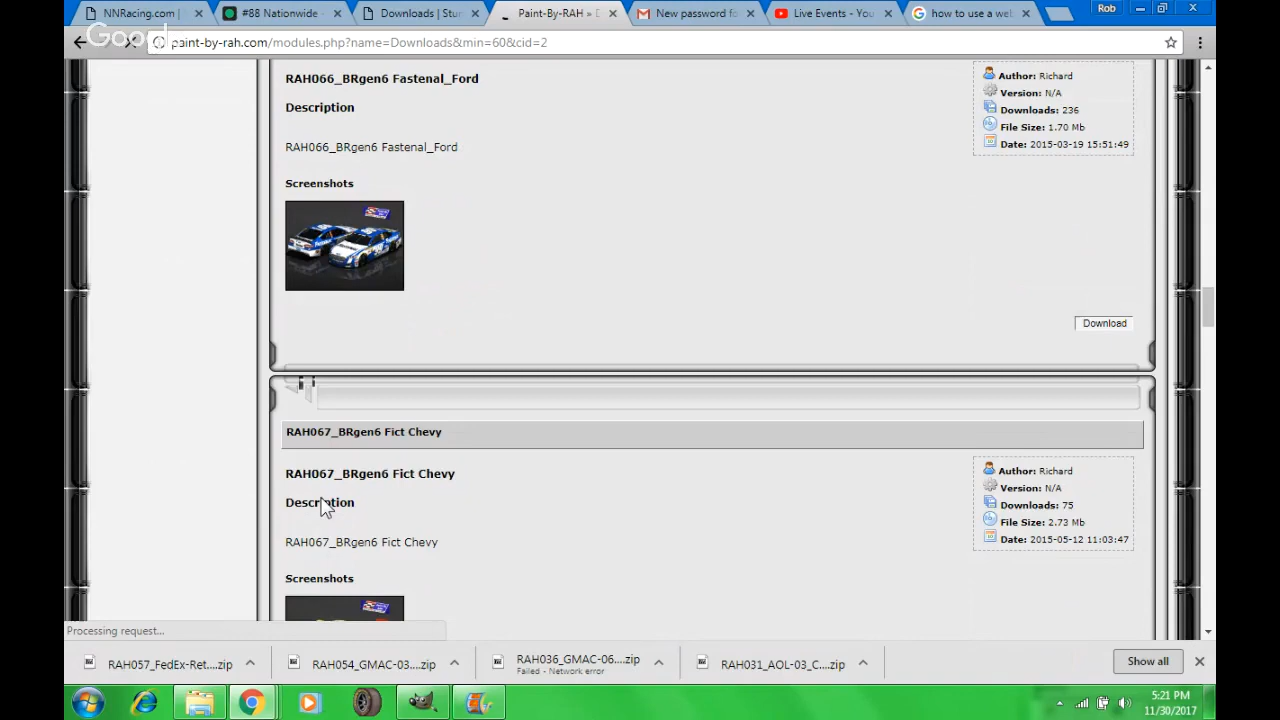 NNRacing.com |
#88 Nationwide -
Downloads | Stun
Paint-By-RAH » D
New password fo
Live Events - You
how to use a web
Rob
paint-by-rah.com/modules.php?name=Downloads&min=60&cid=2
RAH066_BRgen6 Fastenal_Ford
Description
RAH066_BRgen6 Fastenal_Ford
Screenshots
Author: Richard
Version: N/A
Downloads: 236
File Size: 1.70 Mb
Date: 2015-03-19 15:51:49
Download
RAH067_BRgen6 Fict Chevy
RAH067_BRgen6 Fict Chevy
Description
RAH067_BRgen6 Fict Chevy
Screenshots
Author: Richard
Version: N/A
Downloads: 75
File Size: 2.73 Mb
Date: 2015-05-12 11:03:47
Processing request...
RAH057_FedEx-Ret....zip
RAH054_GMAC-03....zip
RAH036_GMAC-06....zip
Failed - Network error
RAH031_AOL-03_C....zip
Show all
5:21 PM
11/30/2017